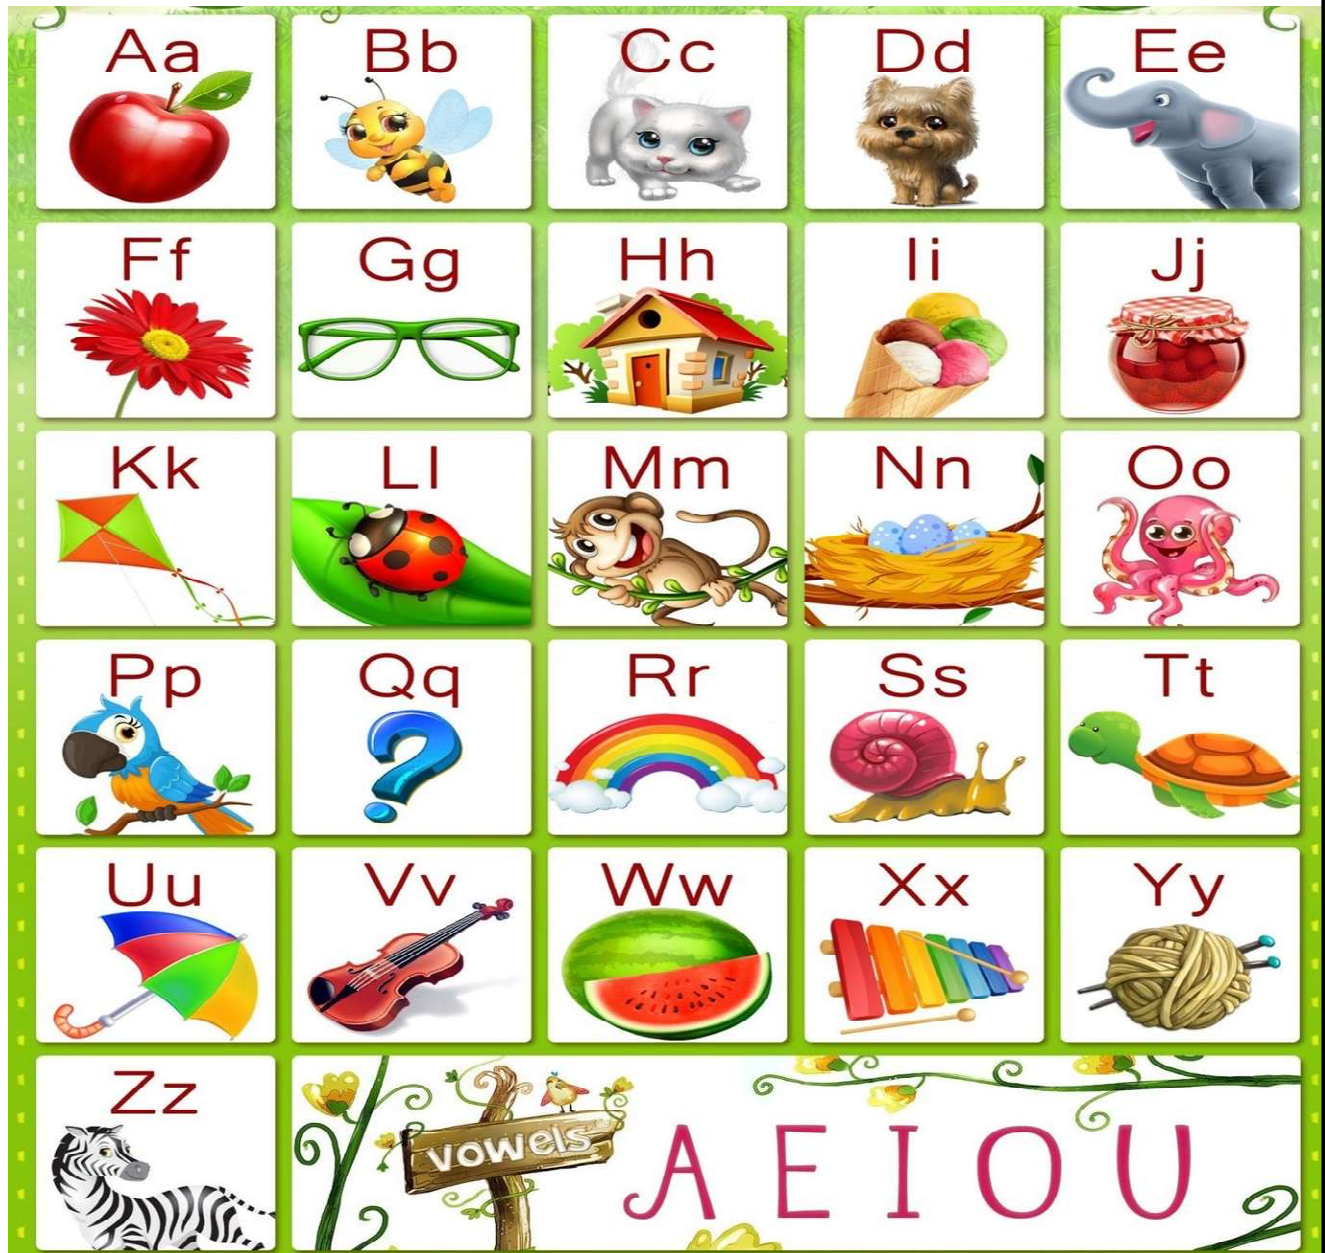 Aa Bb Cc Dd Ee
Ff Gg Hh Ii Jj
Kk Ll Mm Nn Oo
Pp Qq Rr Ss Tt
Uu Vv Ww Xx Yy
Zz
vowels A E I O U